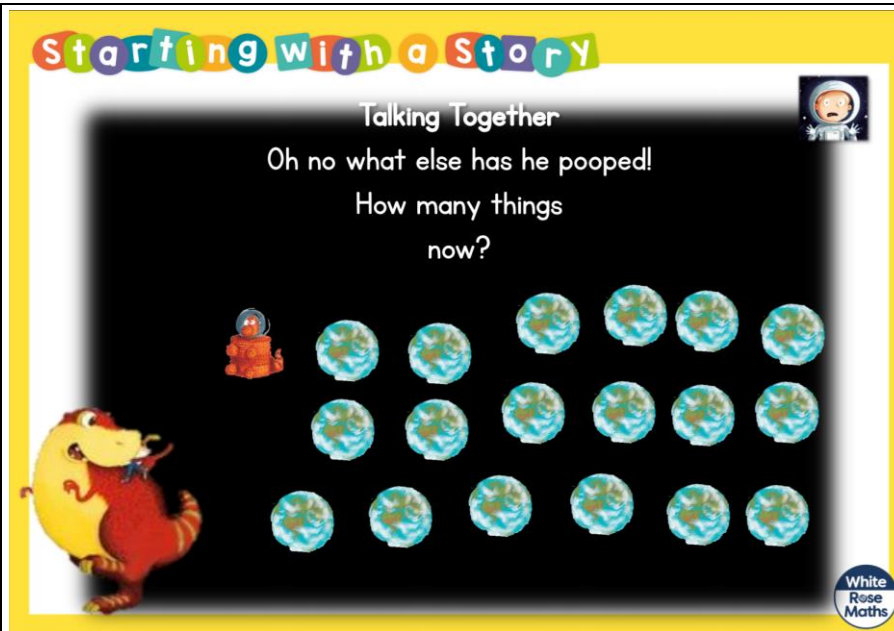 Starting with a Story
Talking Together
Oh no what else has he pooped!
How many things
now?
White
Rose
Maths